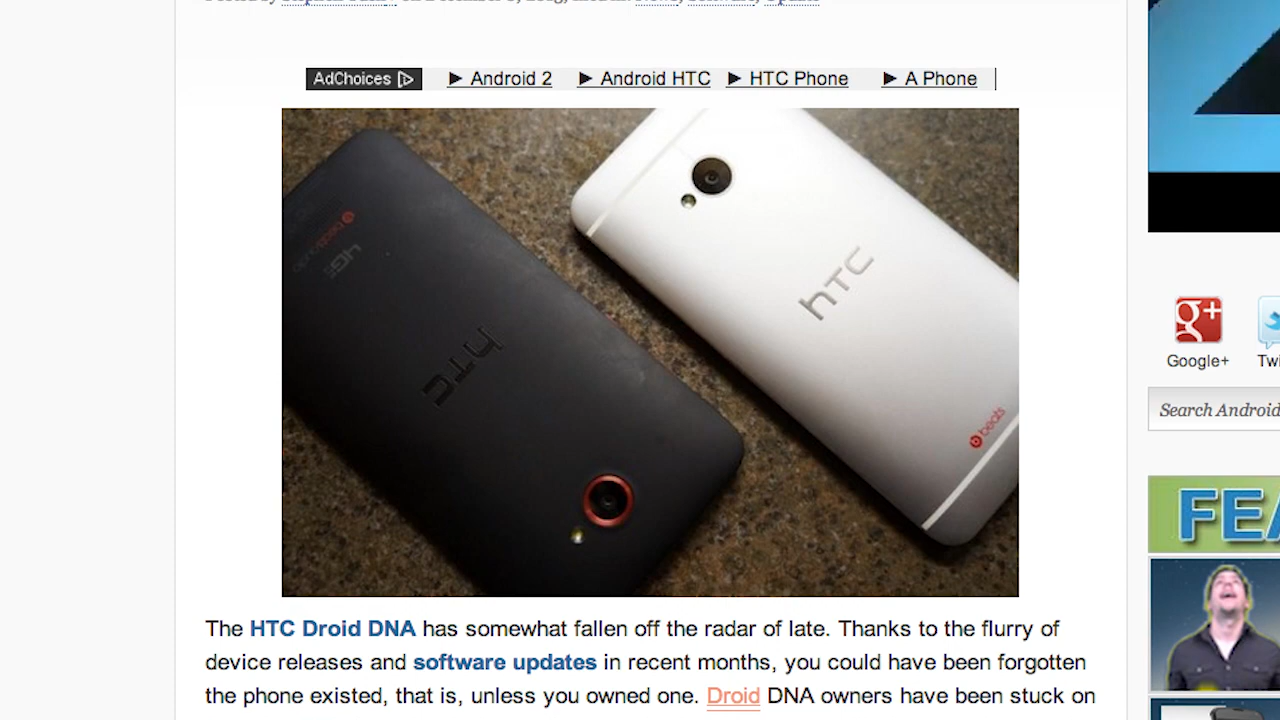 AdChoices ► Android 2 ► Android HTC ► HTC Phone ► A Phone
hTC
beats
hTC
4G
Google+
Search Android
FEA
The HTC Droid DNA has somewhat fallen off the radar of late. Thanks to the flurry of
device releases and software updates in recent months, you could have been forgotten
the phone existed, that is, unless you owned one. Droid DNA owners have been stuck on